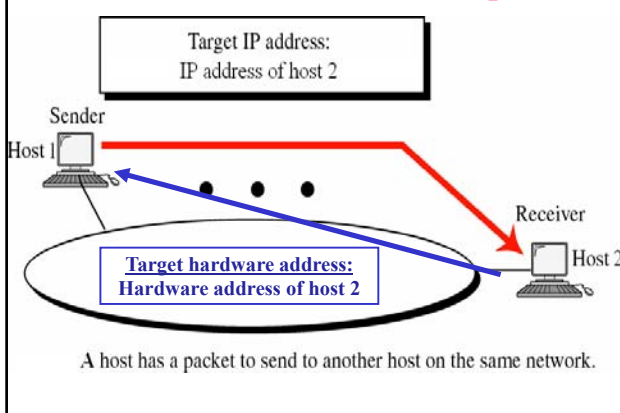 Target IP address:
IP address of host 2
Sender
Host 1
Receiver
Host 2
Target hardware address:
Hardware address of host 2
A host has a packet to send to another host on the same network.